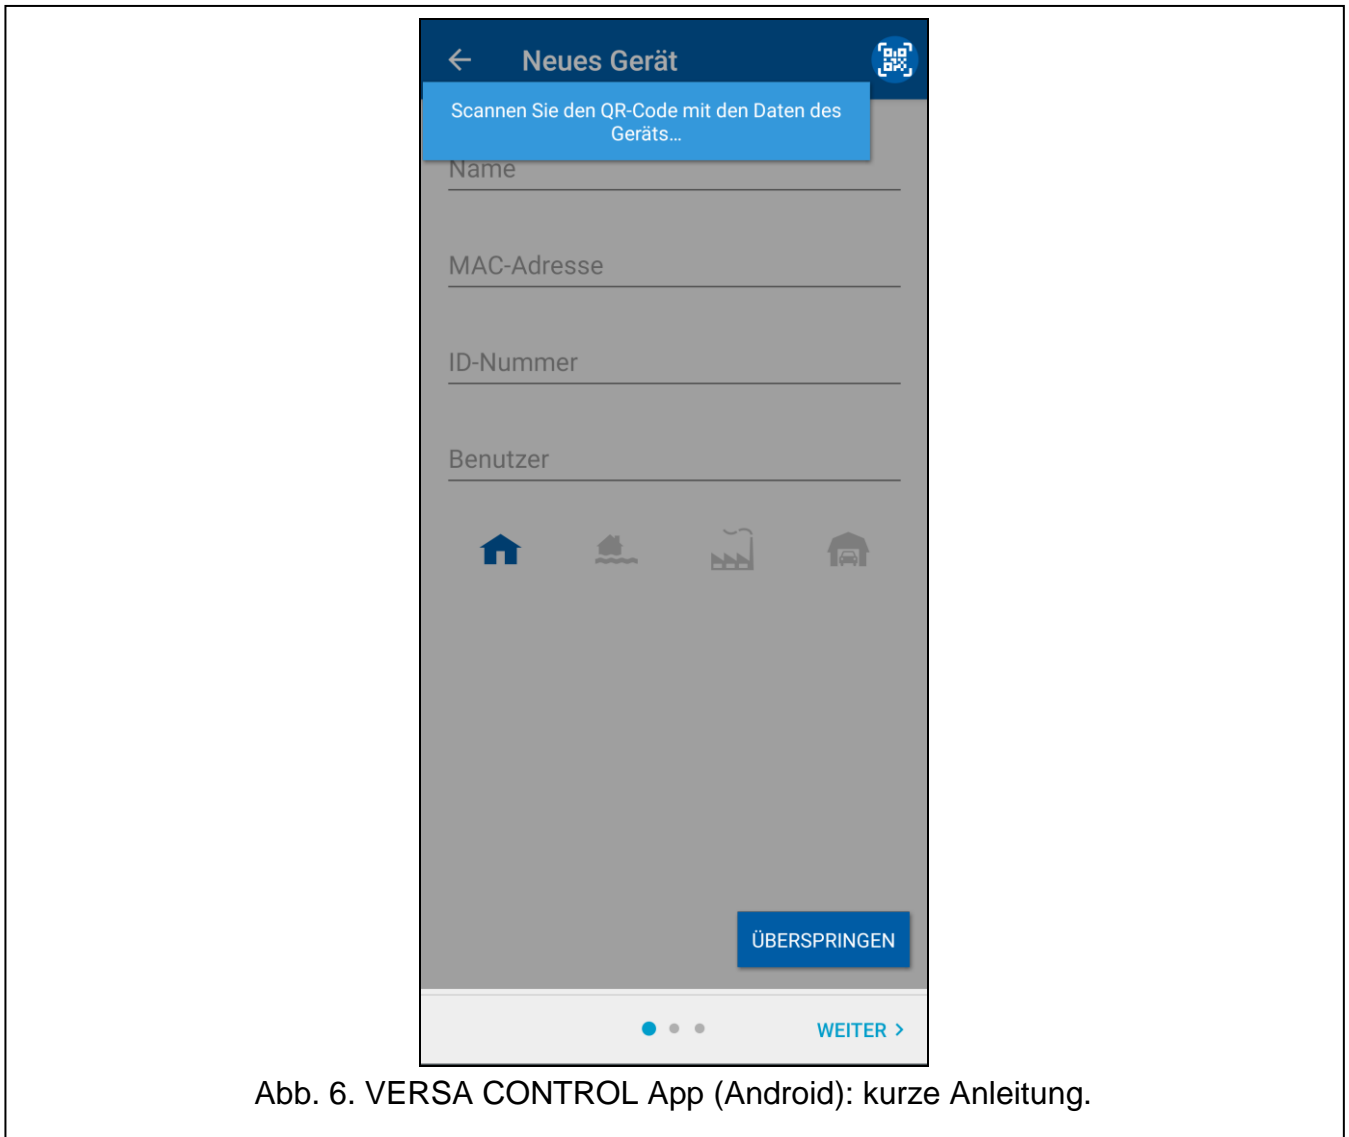 Neues Gerät
Scannen Sie den QR-Code mit den Daten des
Geräts...
Name
MAC-Adresse
ID-Nummer
Benutzer
ÜBERSPRINGEN
WEITER >
Abb. 6. VERSA CONTROL App (Android): kurze Anleitung.